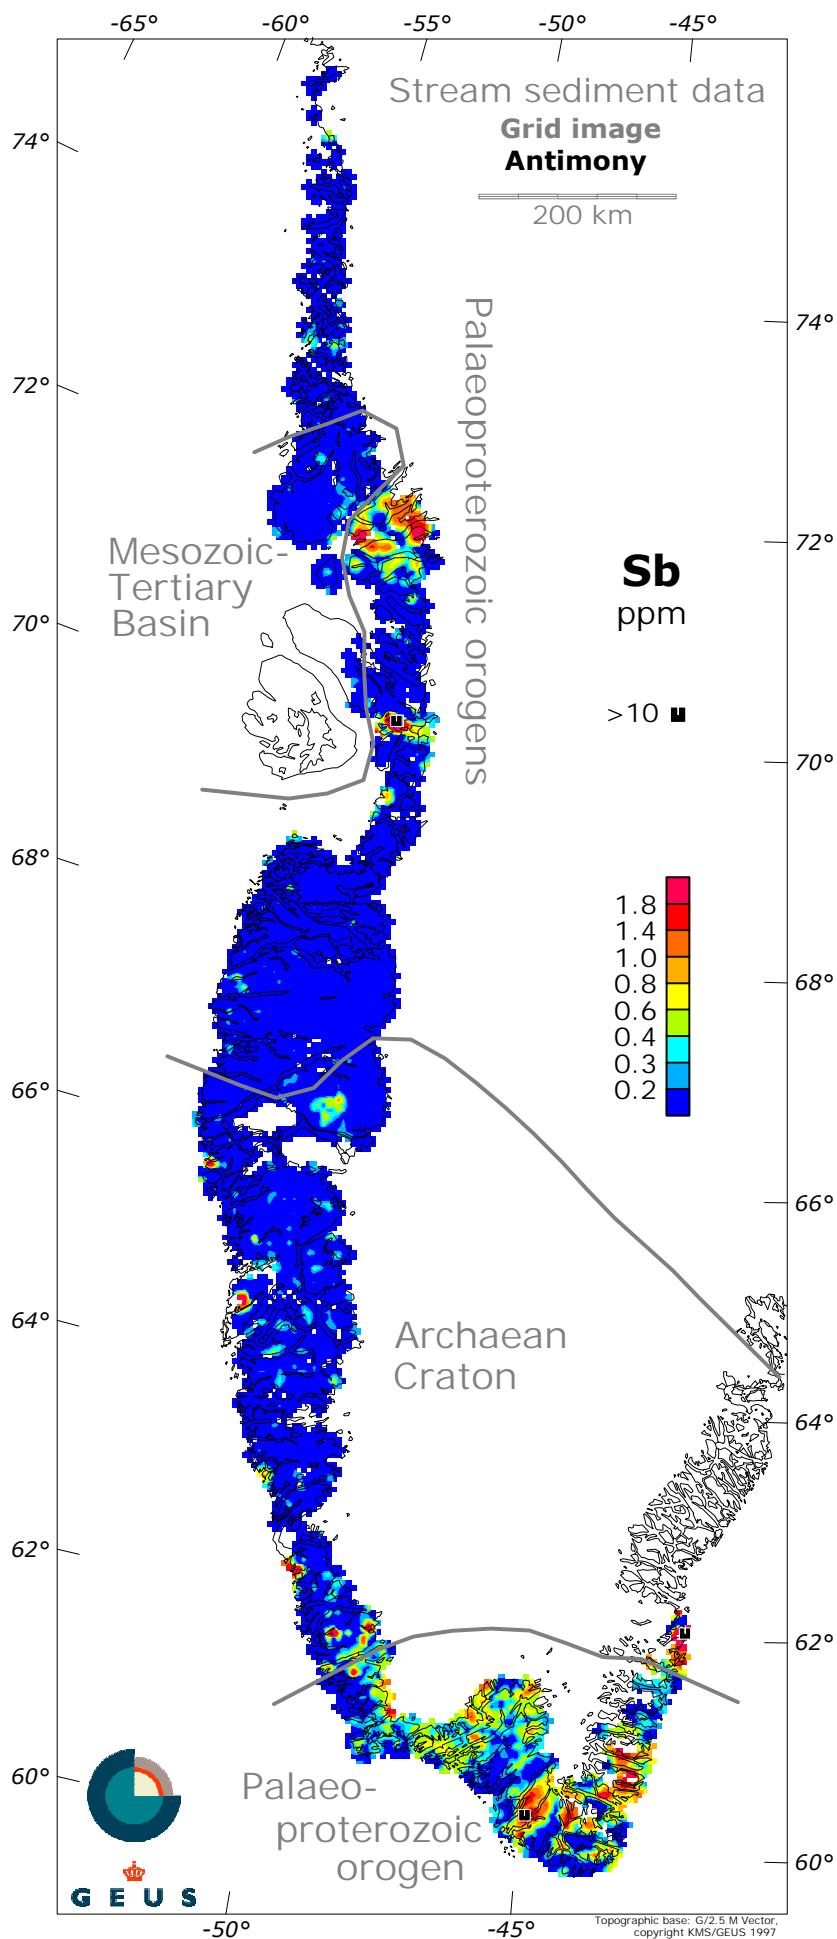 -65° -60° -55° -50° -45°
Stream sediment data
Grid image
Antimony
200 km
74°
74°
72°
72°
Palaeoproterozoic orogens
Mesozoic-
Tertiary
Basin
Sb
ppm
70°
>10
70°
68°
1.8
1.4
1.0
0.8
0.6
0.4
0.3
0.2
68°
66°
66°
64°
Archaean
Craton
64°
62°
62°
60°
Palaeo-
proterozoic
orogen
60°
GEUS
-50° -45°
Topographic base: G/2.5 M Vector,
copyright KMS/GEUS 1997